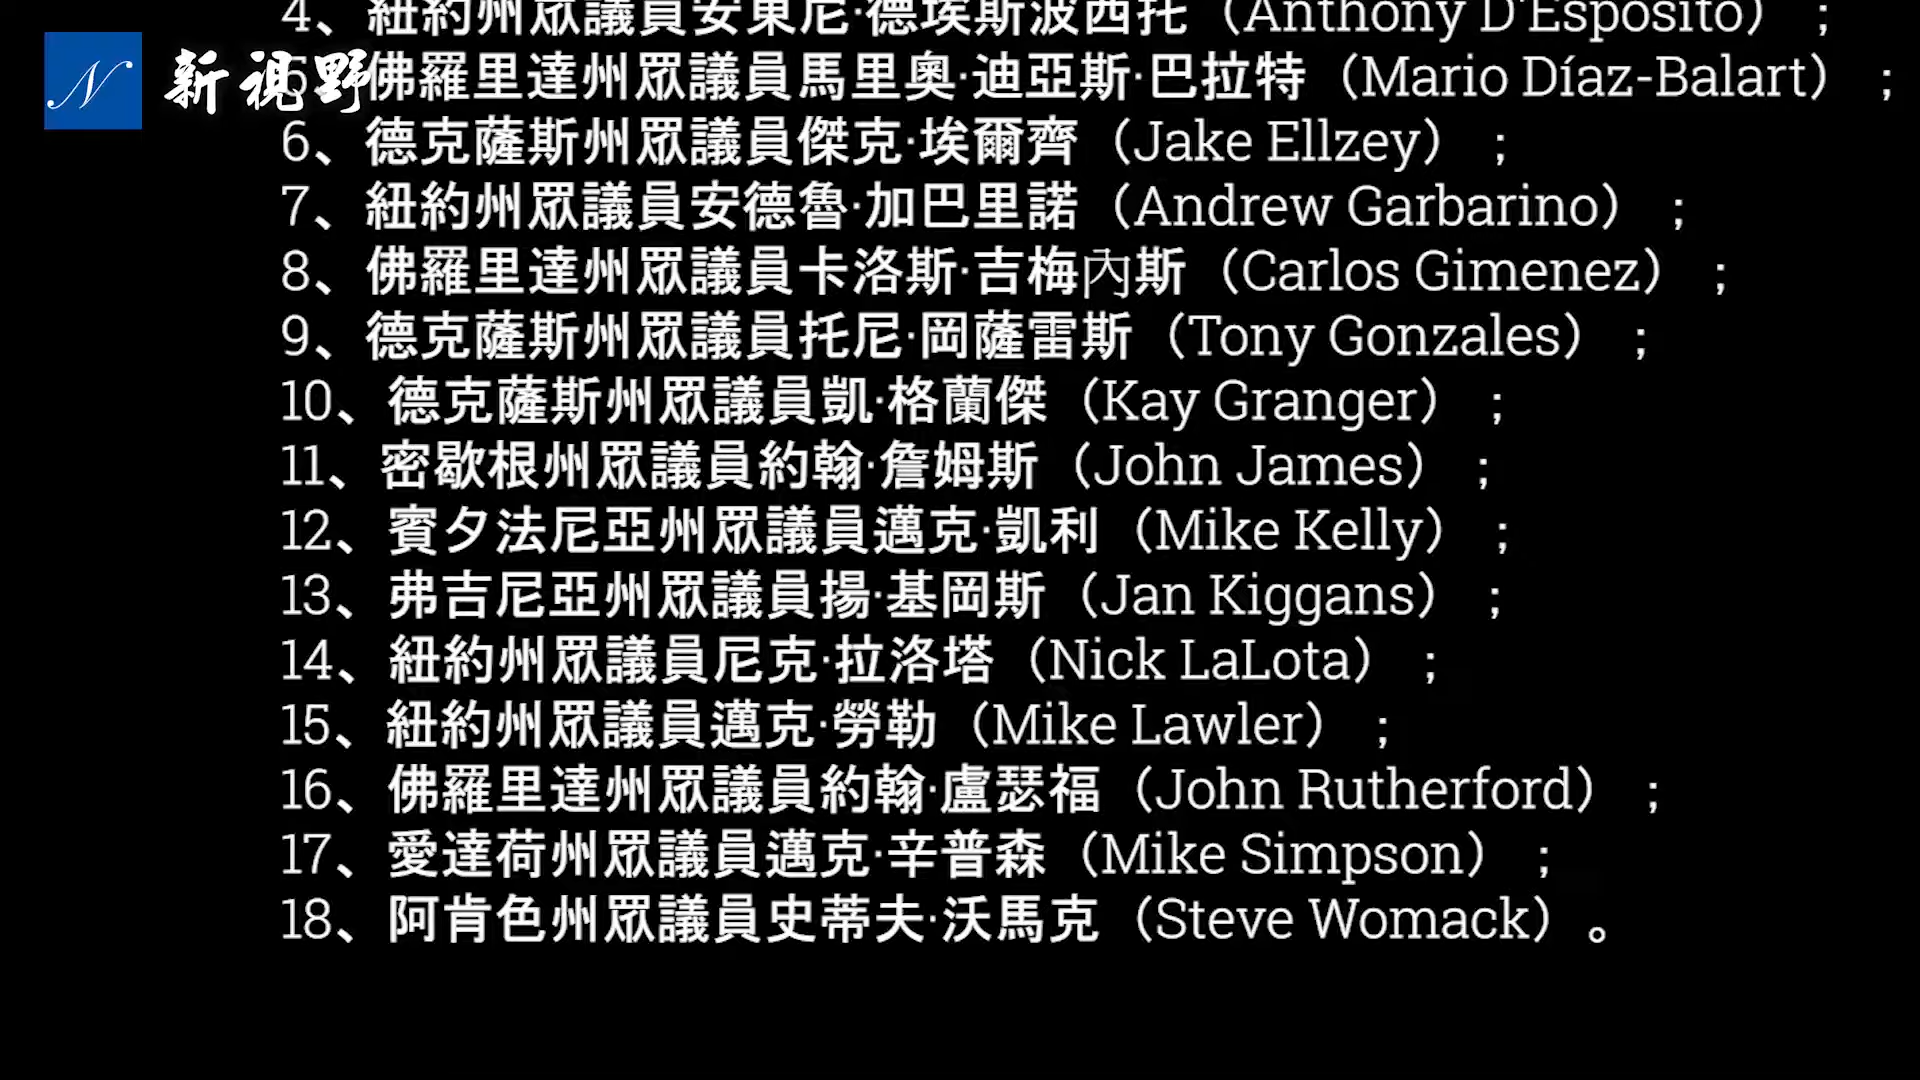 4、紐約州眾議員安東尼·德埃斯波西托（Anthony D'Esposito）；
新視野
5、佛羅里達州眾議員馬里奧·迪亞斯·巴拉特（Mario Díaz-Balart）；
6、德克薩斯州眾議員傑克·埃爾齊（Jake Ellzey）；
7、紐約州眾議員安德魯·加巴里諾（Andrew Garbarino）；
8、佛羅里達州眾議員卡洛斯·吉梅內斯（Carlos Gimenez）；
9、德克薩斯州眾議員托尼·岡薩雷斯（Tony Gonzales）；
10、德克薩斯州眾議員凱·格蘭傑（Kay Granger）；
11、密歇根州眾議員約翰·詹姆斯（John James）；
12、賓夕法尼亞州眾議員邁克·凱利（Mike Kelly）；
13、弗吉尼亞州眾議員揚·基岡斯（Jan Kiggans）；
14、紐約州眾議員尼克·拉洛塔（Nick LaLota）；
15、紐約州眾議員邁克·勞勒（Mike Lawler）；
16、佛羅里達州眾議員約翰·盧瑟福（John Rutherford）；
17、愛達荷州眾議員邁克·辛普森（Mike Simpson）；
18、阿肯色州眾議員史蒂夫·沃馬克（Steve Womack）。